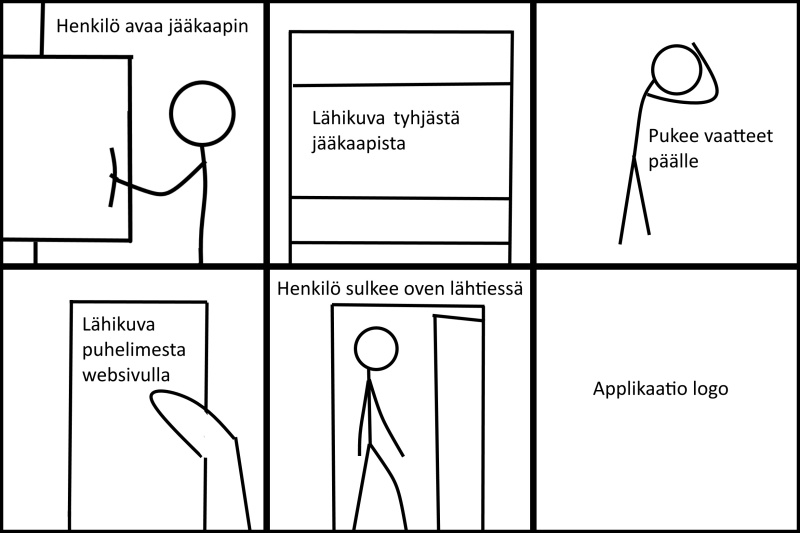 Henkilö avaa jääkaapin
Lähikuva tyhjästä
jääkaapista
Pukee vaatteet
päälle
Lähikuva
puhelimesta
websivulla
Henkilö sulkee oven lähtiessä
Applikaatio logo